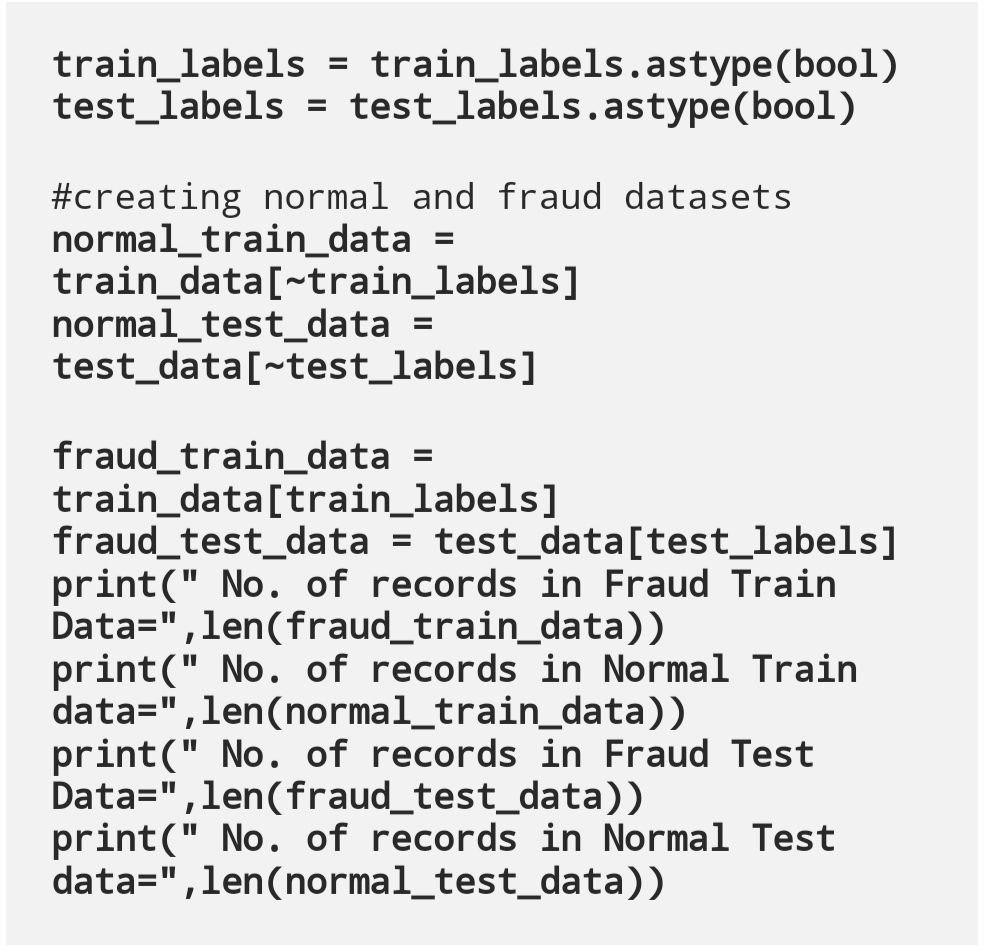 train_labels = train_labels.astype(bool)
test_labels = test_labels.astype(bool)
#creating normal and fraud datasets
normal_train_data =
train_data[~train_labels]
normal_test_data =
test_data[~test_labels]
fraud_train_data =
train_data[train_labels]
fraud_test_data = test_data[test_labels]
print(" No. of records in Fraud Train
Data=",len(fraud_train_data))
print(" No. of records in Normal Train
data=",len(normal_train_data))
print(" No. of records in Fraud Test
Data=",len(fraud_test_data))
print(" No. of records in Normal Test
data=",len(normal_test_data))